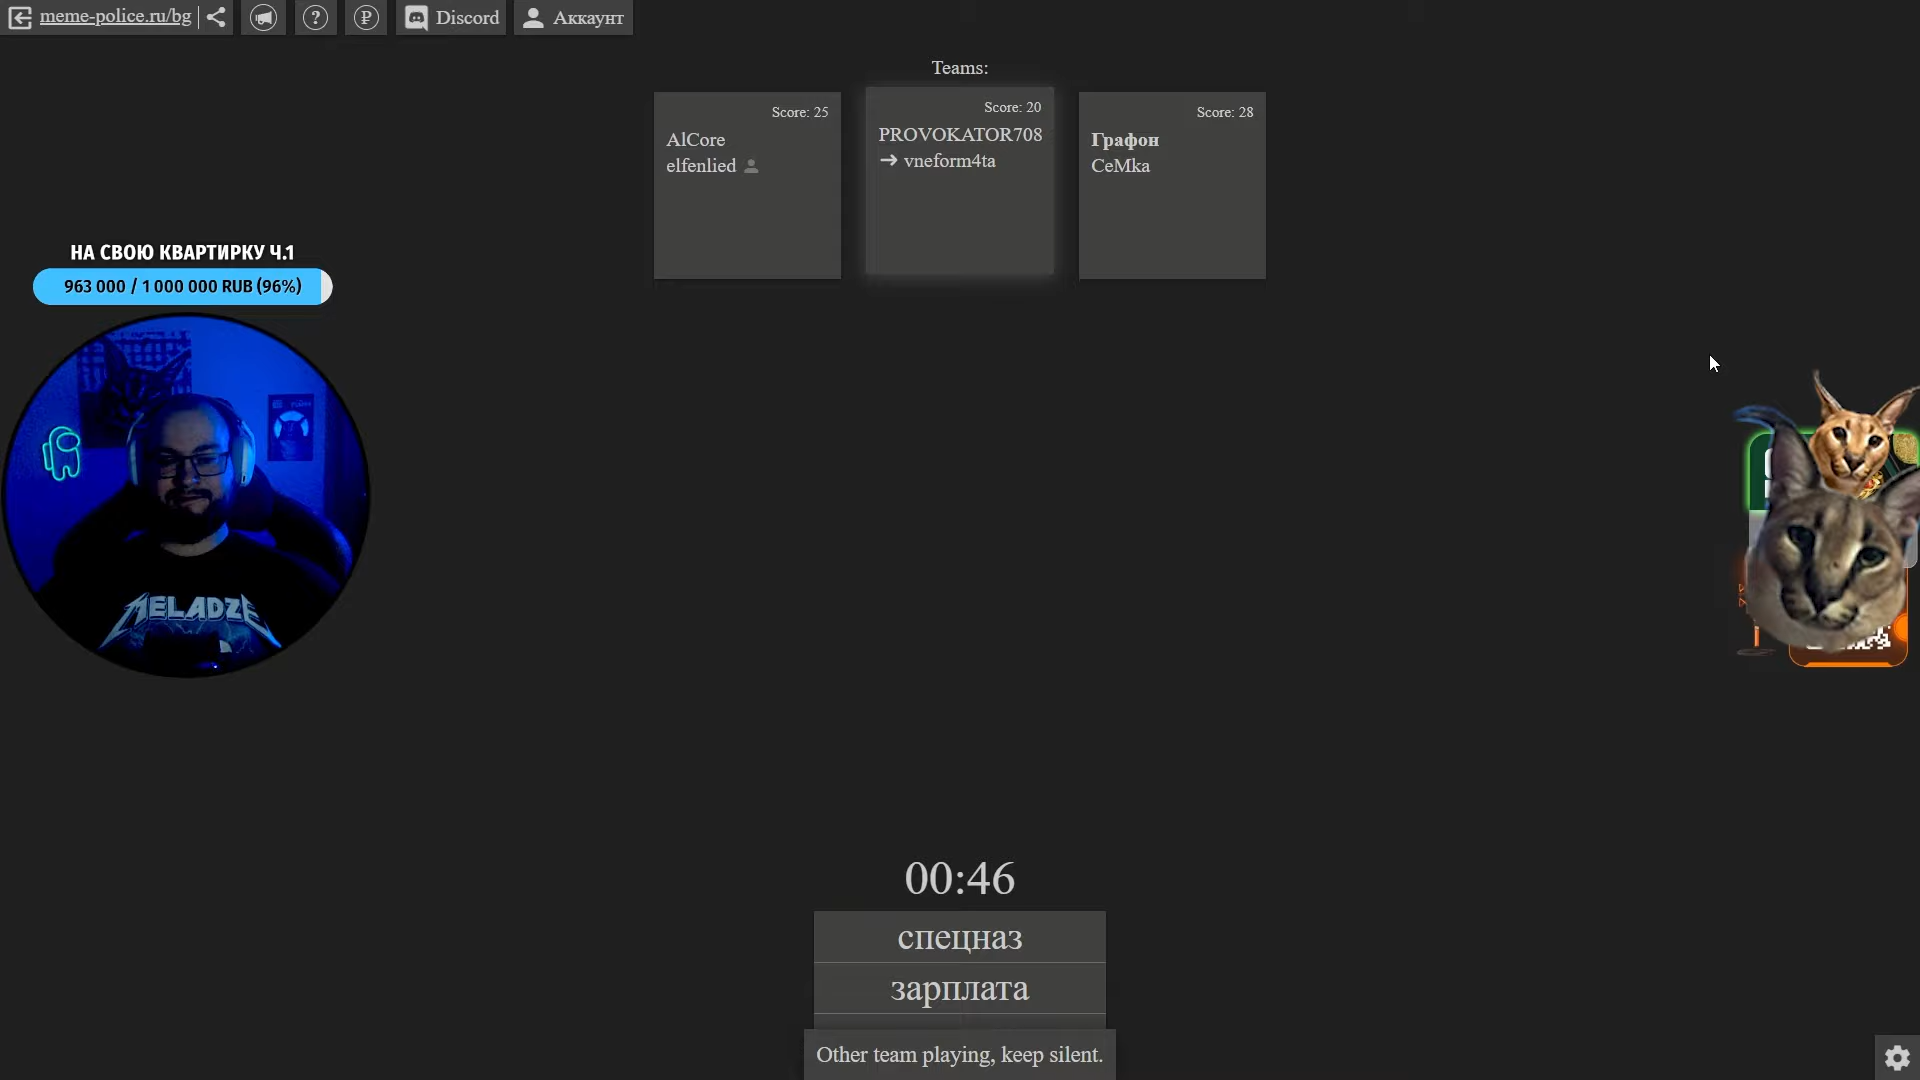 meme-police.ru/bg
?
₽
Discord
Аккаунт
Teams:
Score: 25
AlCore
elfenlied
Score: 20
PROVOKATOR708
→ vneform4ta
Score: 28
Графон
CeMka
НА СВОЮ КВАРТИРКУ Ч.1
963 000 / 1 000 000 RUB (96%)
MELADZE
00:46
спецназ
зарплата
Other team playing, keep silent.